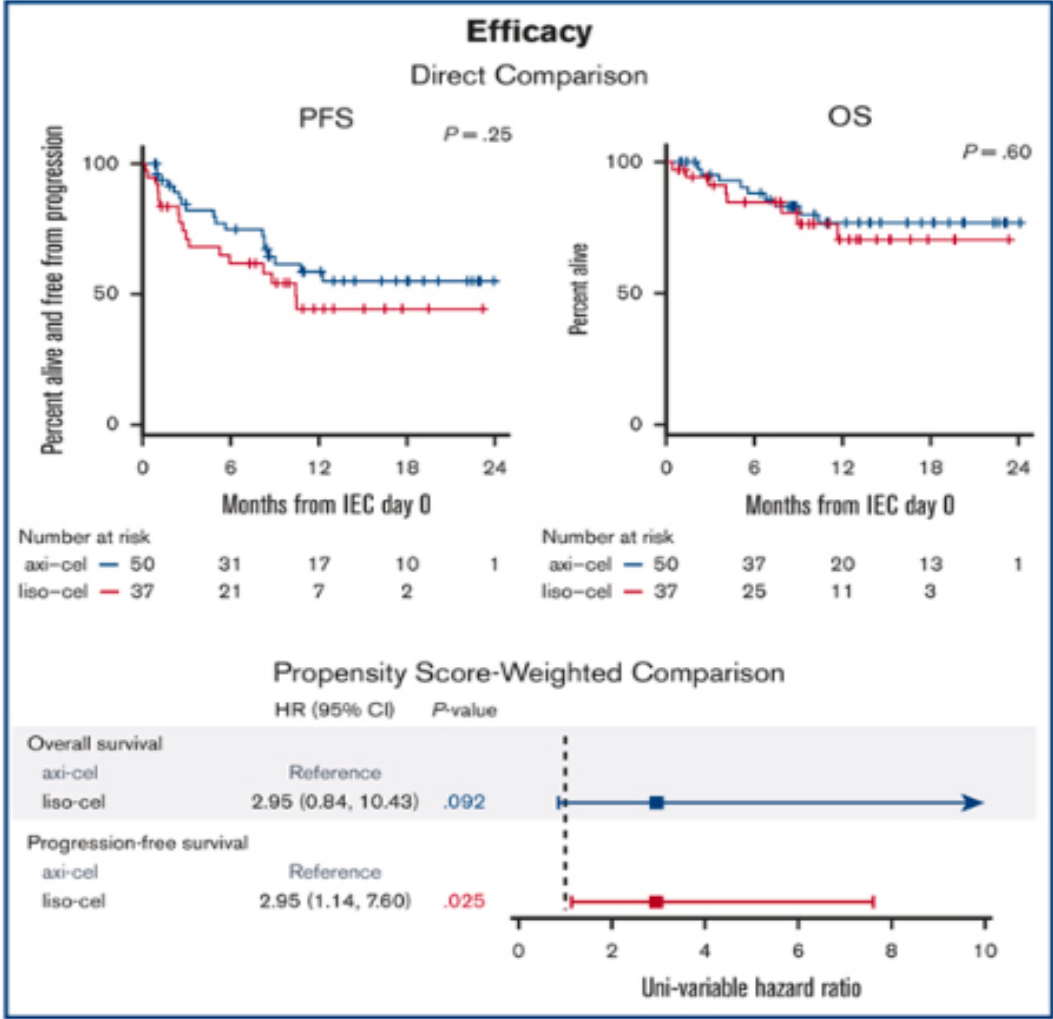 Efficacy
Direct Comparison
PFS
P = .25
Percent alive and free from progression
100
50
0
0 6 12 18 24
Months from IEC day 0
Number at risk
axi-cel 50 31 17 10 1
liso-cel 37 21 7 2
OS
P = .60
Percent alive
100
50
0
0 6 12 18 24
Months from IEC day 0
Number at risk
axi-cel 50 37 20 13 1
liso-cel 37 25 11 3
Propensity Score-Weighted Comparison
HR (95% CI) P-value
Overall survival
axi-cel Reference
liso-cel 2.95 (0.84, 10.43) .092
Progression-free survival
axi-cel Reference
liso-cel 2.95 (1.14, 7.60) .025
0 2 4 6 8 10
Uni-variable hazard ratio